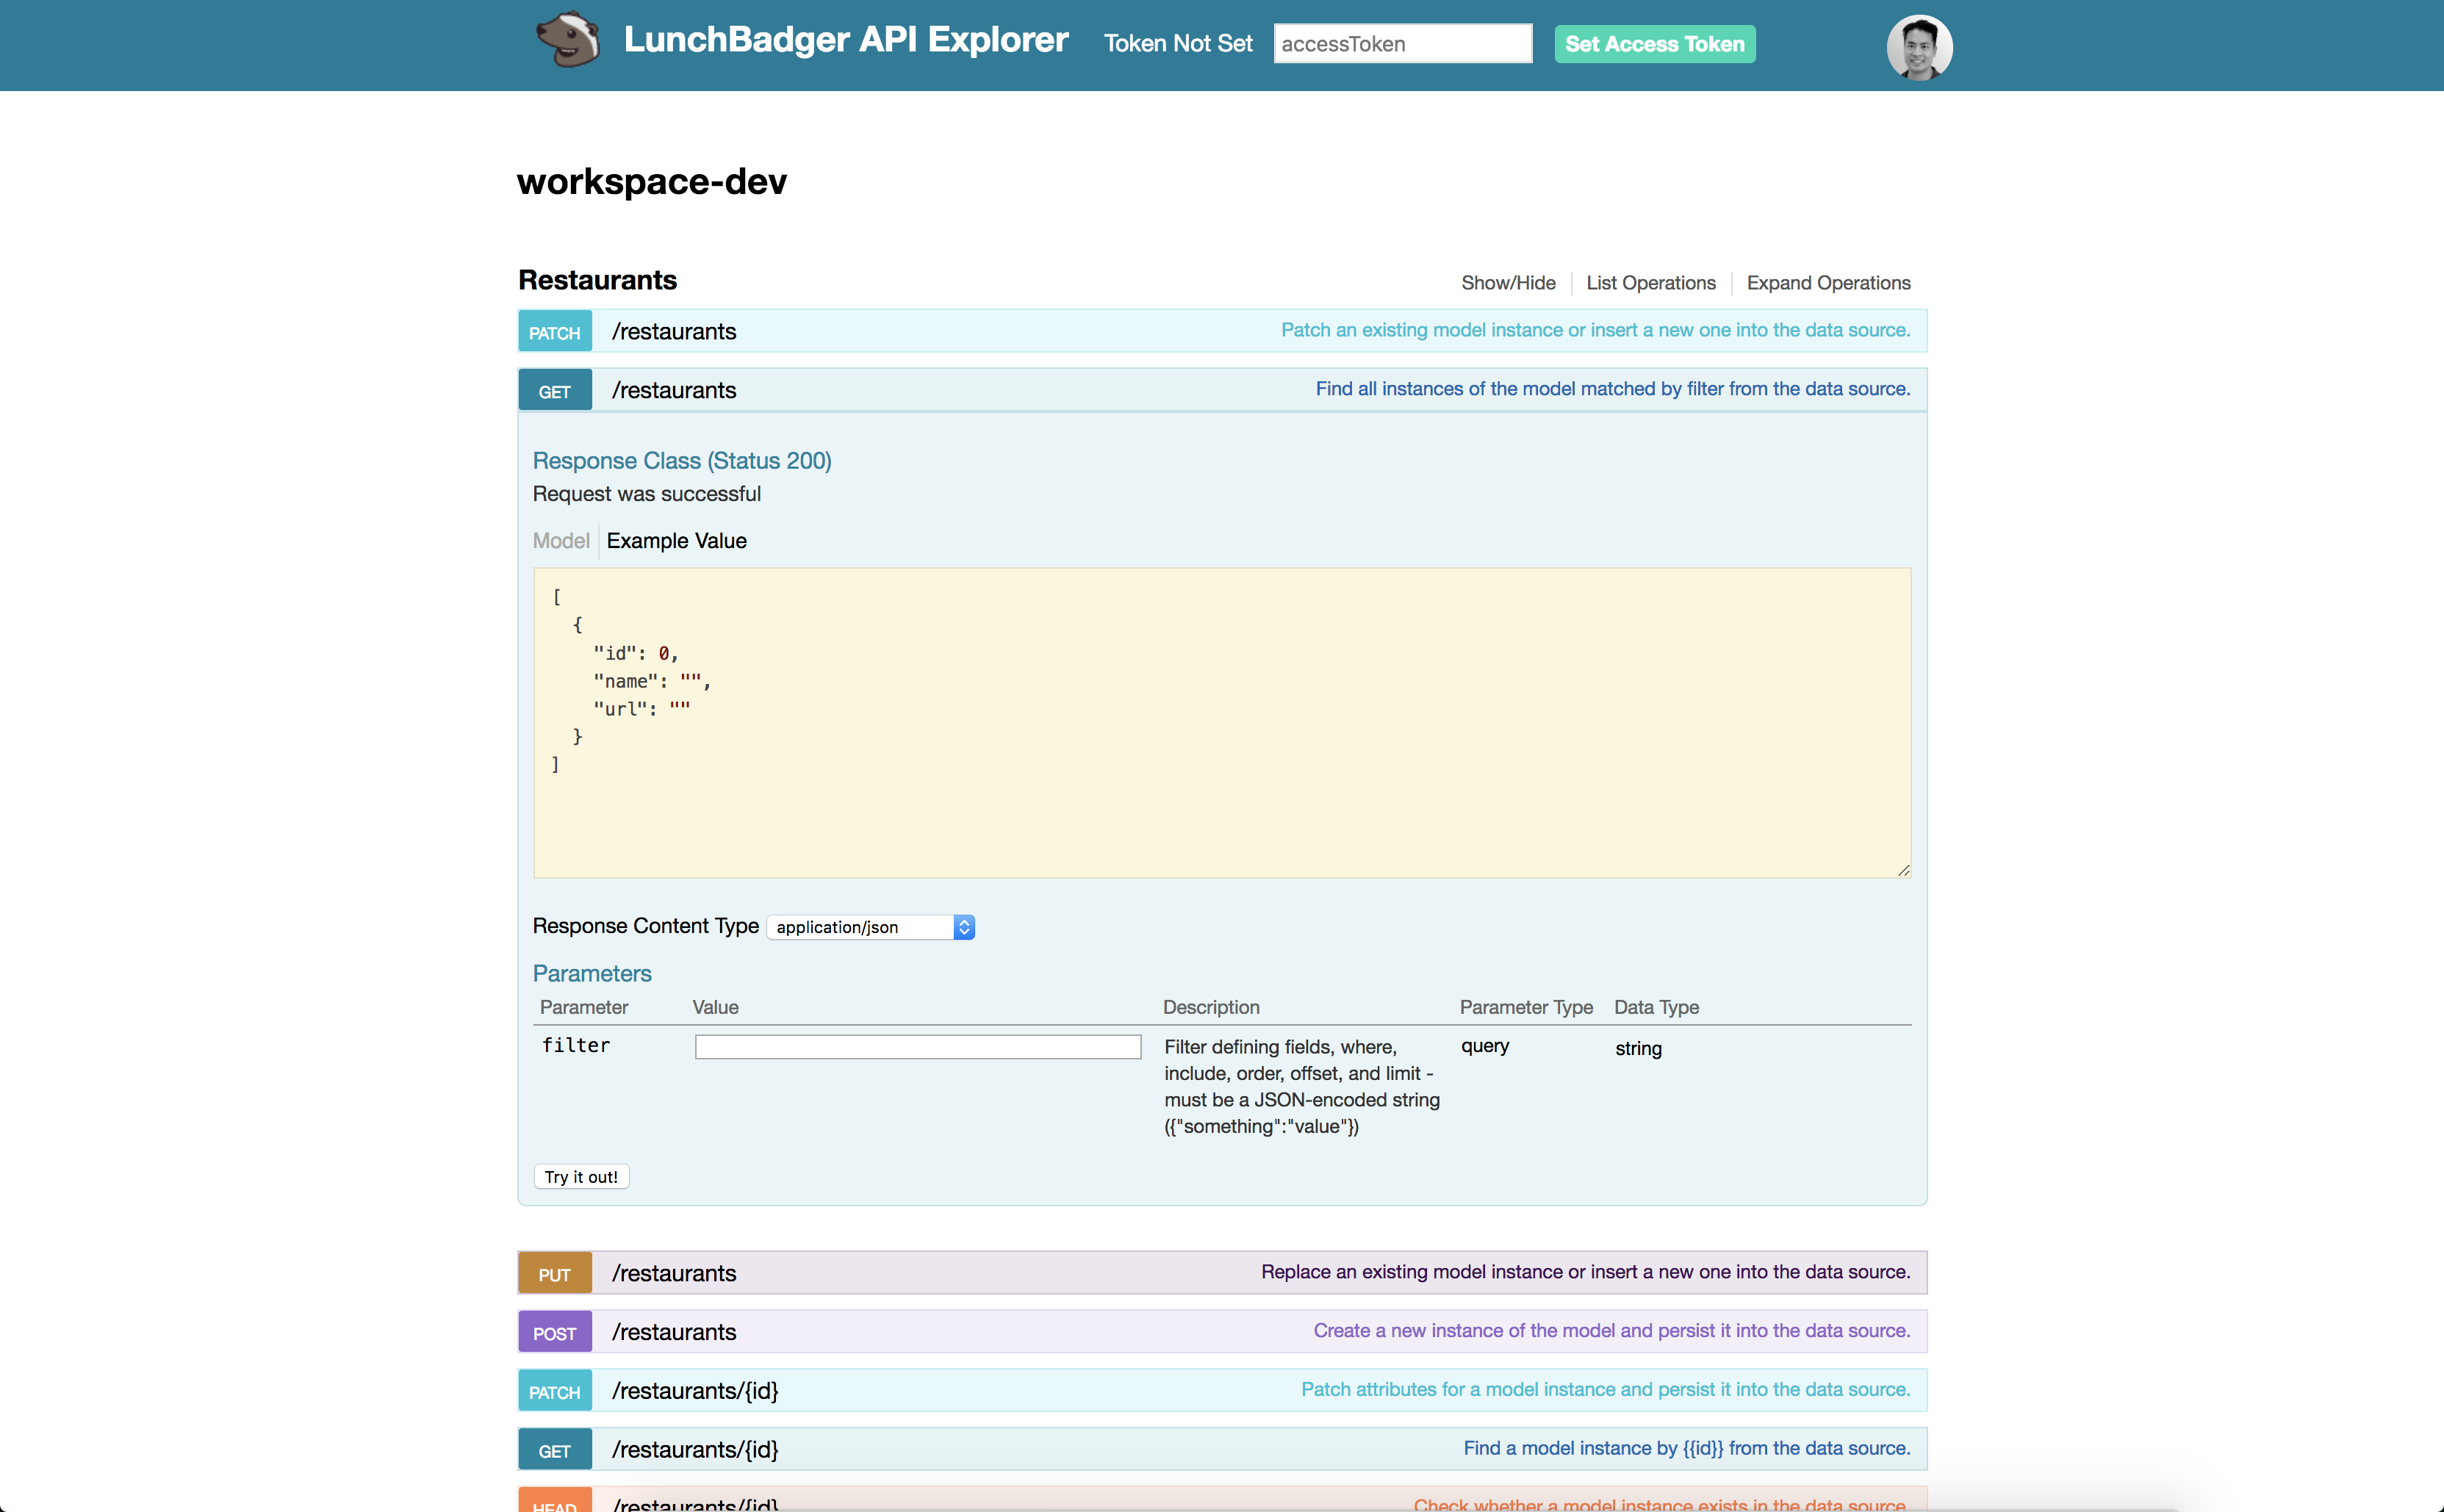 LunchBadger API Explorer Token Not Set accessToken Set Access Token
workspace-dev
Restaurants Show/Hide List Operations Expand Operations
PATCH /restaurants Patch an existing model instance or insert a new one into the data source.
GET /restaurants Find all instances of the model matched by filter from the data source.
Response Class (Status 200)
Request was successful
Model Example Value
[
{
"id": 0,
"name": "",
"url": ""
}
]
Response Content Type application/json
Parameters
Parameter Value Description Parameter Type Data Type
filter Filter defining fields, where, query string
include, order, offset, and limit -
must be a JSON-encoded string
({"something":"value"})
Try it out!
PUT /restaurants Replace an existing model instance or insert a new one into the data source.
POST /restaurants Create a new instance of the model and persist it into the data source.
PATCH /restaurants/{id} Patch attributes for a model instance and persist it into the data source.
GET /restaurants/{id} Find a model instance by {{id}} from the data source.
HEAD /restaurants/{id} Check whether a model instance exists in the data source.